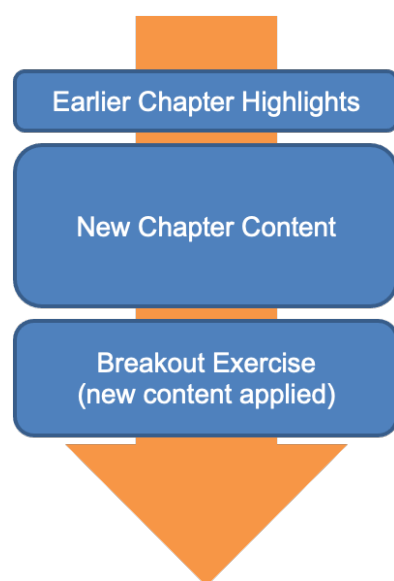 Earlier Chapter Highlights
New Chapter Content
Breakout Exercise
(new content applied)